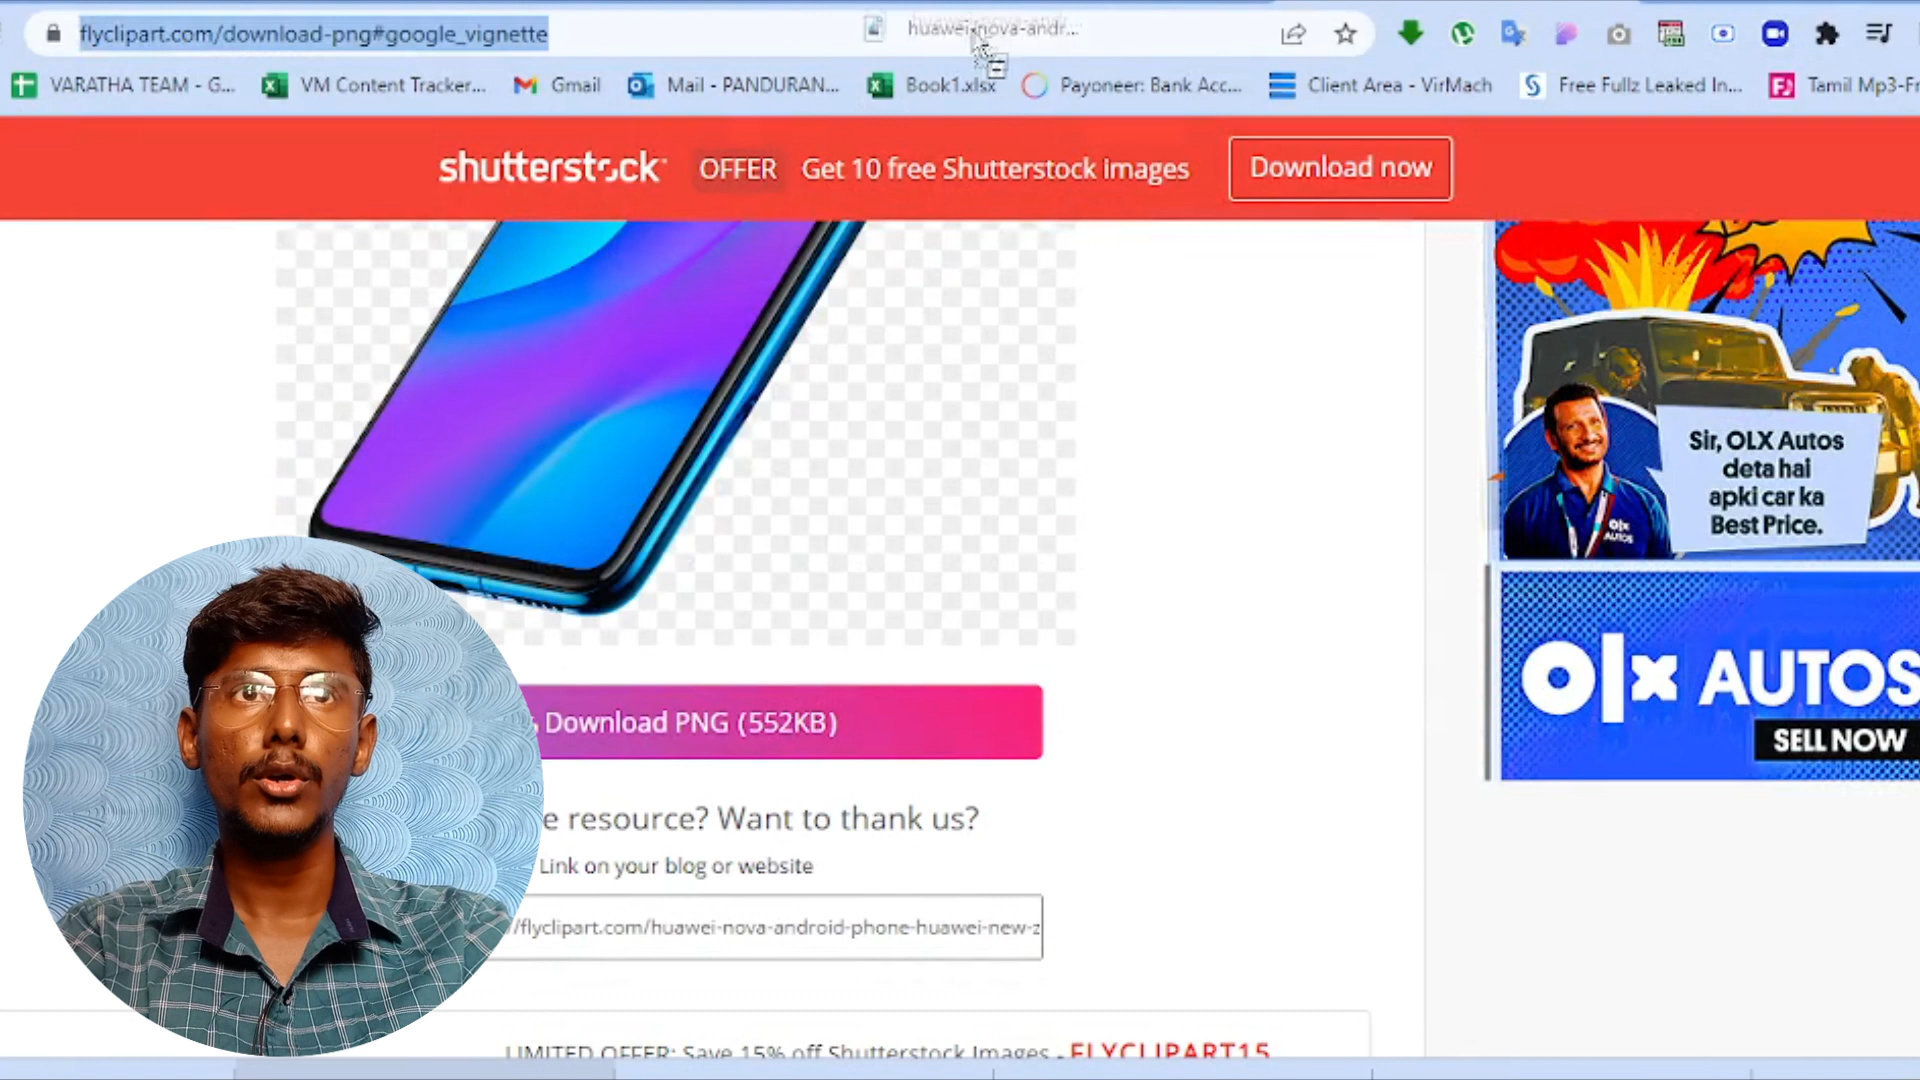 flyclipart.com/download-png#google_vignette
huawei-nova-andr...
VARATHA TEAM - G... VM Content Tracker... Gmail Mail - PANDURAN... Book1.xlsx Payoneer: Bank Acc... Client Area - VirMach Free Fullz Leaked In... Tamil Mp3-Fr
shutterstock OFFER Get 10 free Shutterstock images Download now
Sir, OLX Autos
deta hai
apki car ka
Best Price.
OLX
AUTOS
olx AUTOS
SELL NOW
Download PNG (552KB)
e resource? Want to thank us?
Link on your blog or website
/flyclipart.com/huawei-nova-android-phone-huawei-new-z
LIMITED OFFER: Save 15% off Shutterstock Images - FLYCLIPART15